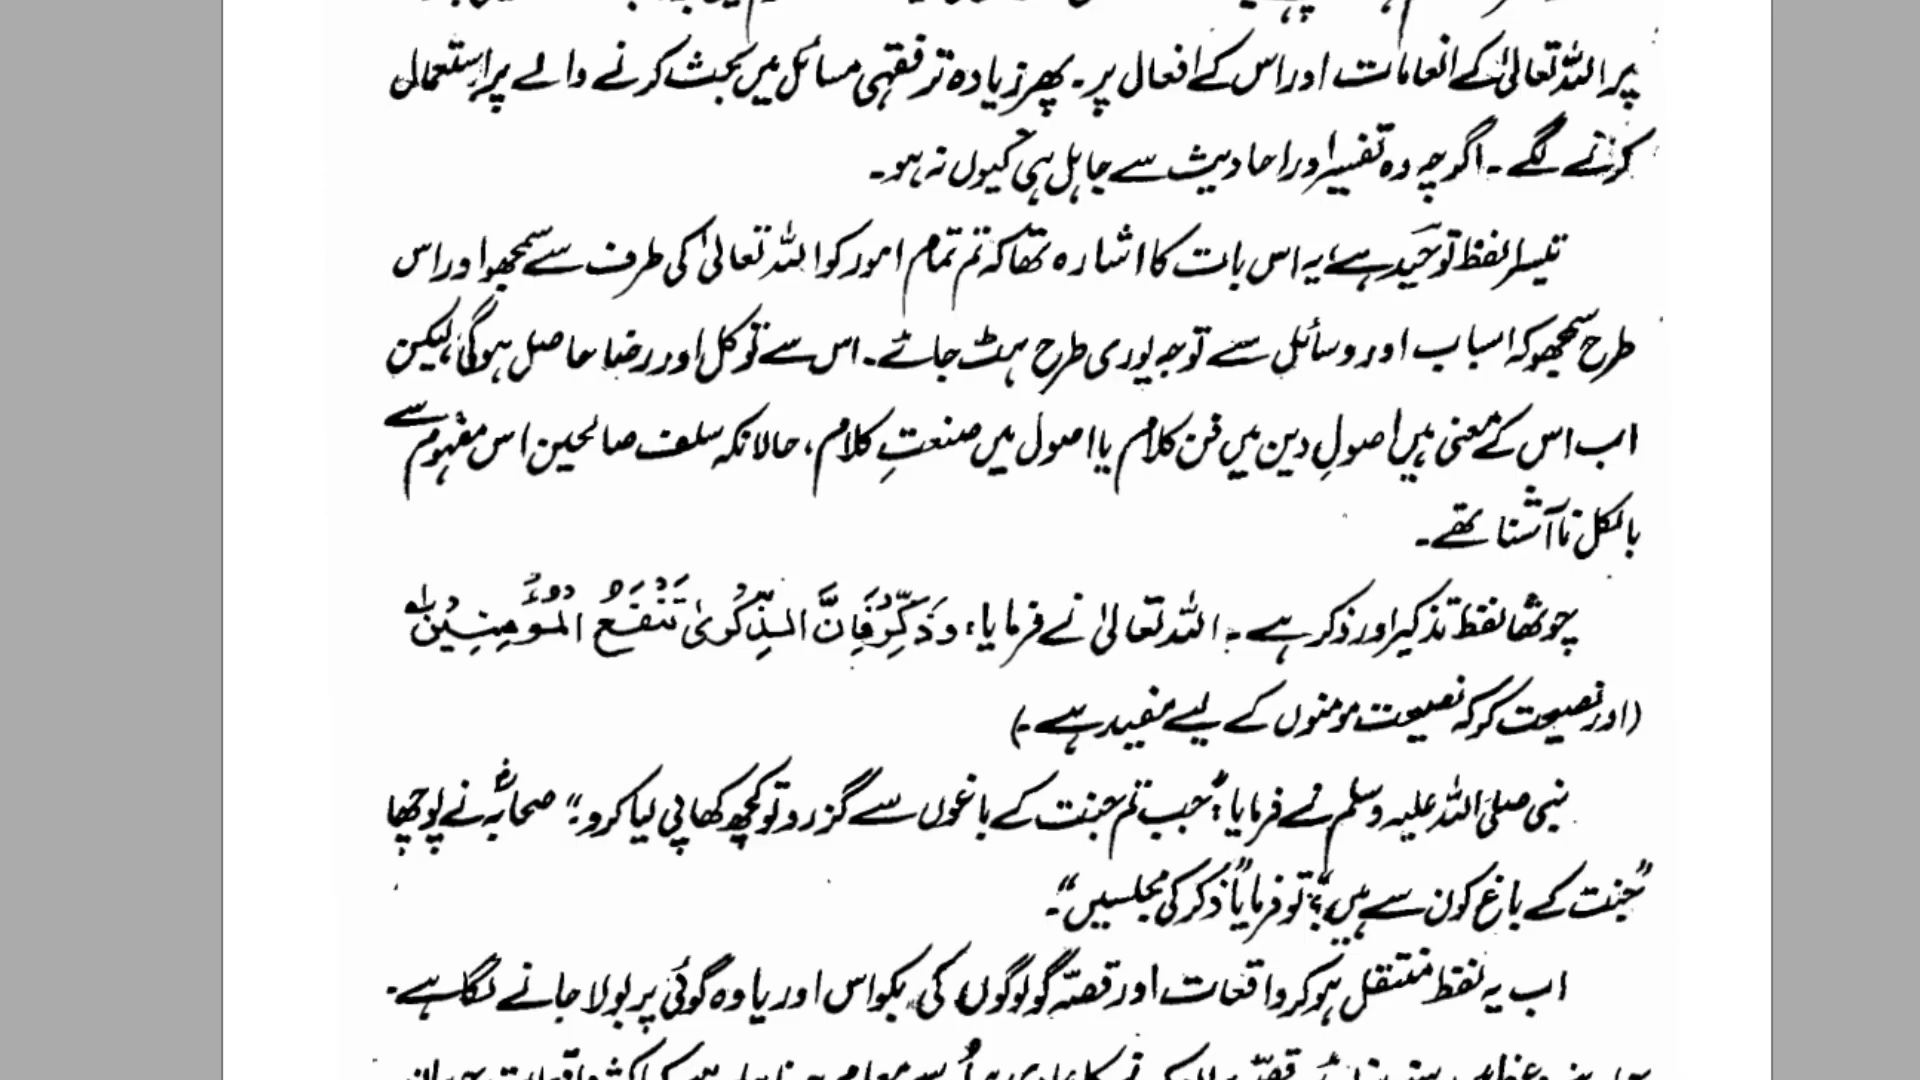 پر اللہ تعالیٰ کے انعامات اور اس کے افعال پر۔ پھر زیادہ تر فقہی مسائل میں بحث کرنے والے پر استعمال
کرنے لگے۔ اگرچہ وہ تفسیر اور احادیث سے جاہل ہی کیوں نہ ہو۔
تیسرا لفظ توحید ہے، یہ اس بات کا اشارہ تھا کہ تم تمام امور کو اللہ تعالیٰ کی طرف سے سمجھو اور اس
طرح سمجھو کہ اسباب اور وسائل سے توجہ پوری طرح ہٹ جائے۔ اس سے توکل اور رضا حاصل ہوگی، لیکن
اب اس کے معنی ہیں اصولِ دین میں فن کلام یا اصول میں صنعتِ کلام، حالانکہ سلف صالحین اس مفہوم سے
بالکل ناآشنا تھے۔
چوتھا لفظ تذکیر اور ذکر ہے۔ اللہ تعالیٰ نے فرمایا: وَذَكِّرْ فَاِنَّ الذِّكْرٰى تَنْفَعُ الْمُؤْمِنِيْنَ
(اور نصیحت کر کہ نصیحت مومنوں کے لیے مفید ہے۔)
نبی صلی اللہ علیہ وسلم نے فرمایا: ”جب تم جنت کے باغوں سے گزرو تو کچھ کھا پی لیا کرو۔“ صحابہؓ نے پوچھا
”جنت کے باغ کون سے ہیں؟“ تو فرمایا ”ذکر کی مجلسیں“۔
اب یہ لفظ منتقل ہو کر واقعات اور قصّہ گو لوگوں کی بکواس اور یاوہ گوئی پر بولا جانے لگا ہے۔